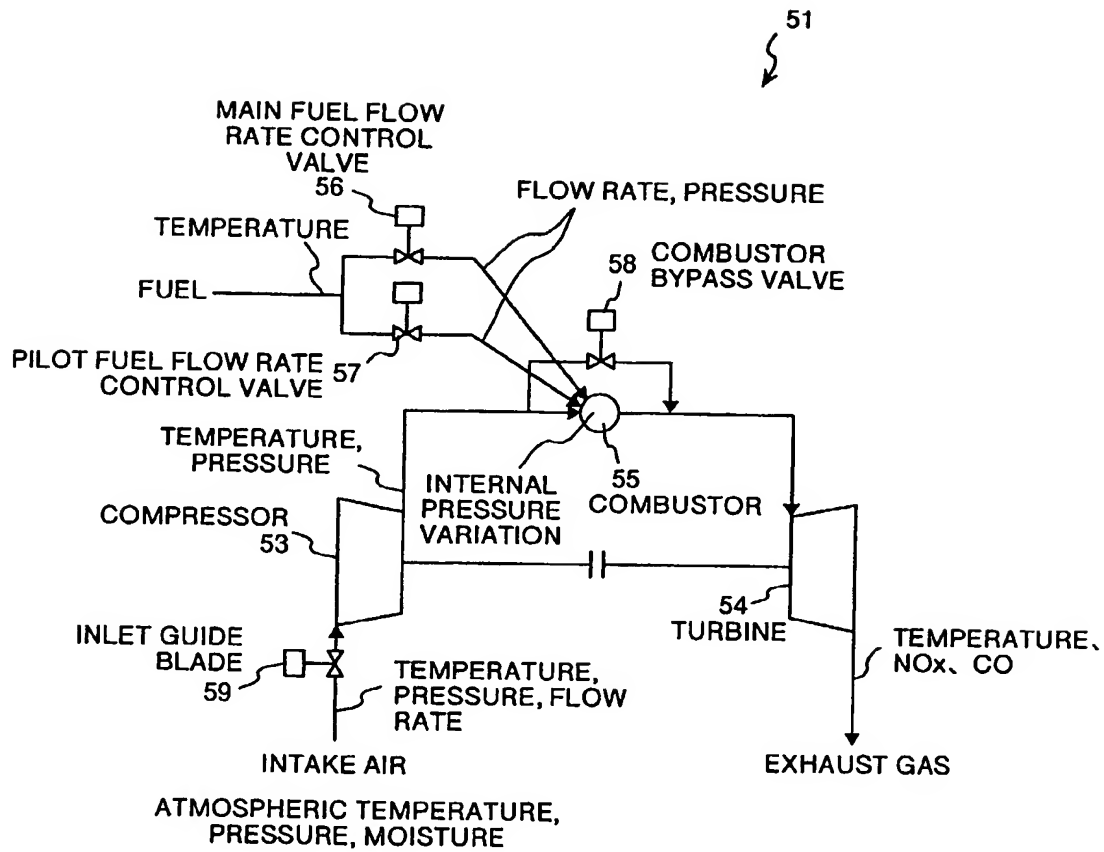 51
MAIN FUEL FLOW
RATE CONTROL
VALVE
56
FLOW RATE, PRESSURE
TEMPERATURE
58
COMBUSTOR
BYPASS VALVE
FUEL
PILOT FUEL FLOW RATE
CONTROL VALVE
57
TEMPERATURE,
PRESSURE
INTERNAL
PRESSURE
VARIATION
55
COMBUSTOR
COMPRESSOR
53
54
TURBINE
INLET GUIDE
BLADE
59
TEMPERATURE,
PRESSURE, FLOW
RATE
TEMPERATURE、
NOx、CO
INTAKE AIR
EXHAUST GAS
ATMOSPHERIC TEMPERATURE,
PRESSURE, MOISTURE